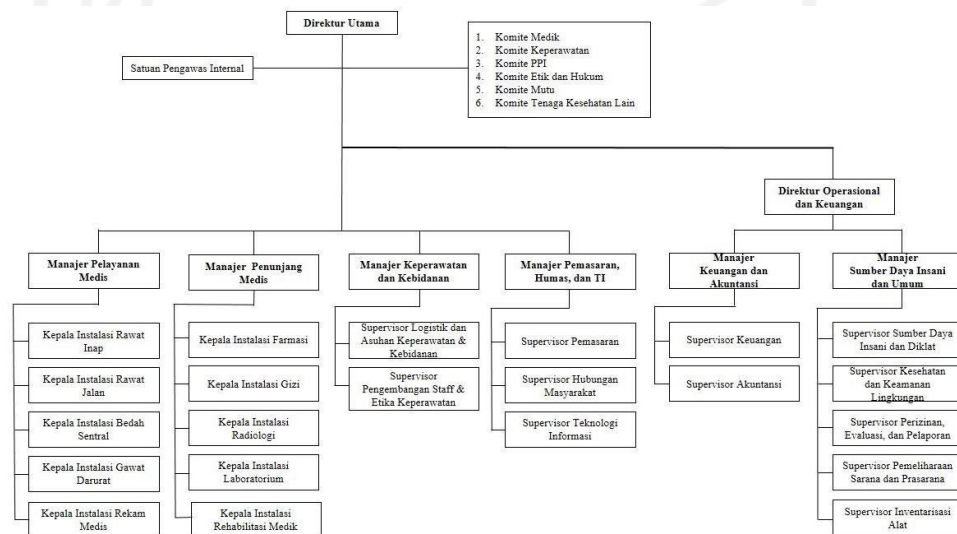 Direktur Utama
1. Komite Medik
2. Komite Keperawatan
3. Komite PPI
4. Komite Etik dan Hukum
5. Komite Mutu
6. Komite Tenaga Kesehatan Lain
Satuan Pengawas Internal
Direktur Operasional
dan Keuangan
Manajer Pelayanan
Medis
Kepala Instalasi Rawat
Inap
Kepala Instalasi Rawat
Jalan
Kepala Instalasi Bedah
Sentral
Kepala Instalasi Gawat
Darurat
Kepala Instalasi Rekam
Medis
Manajer Penunjang
Medis
Kepala Instalasi Farmasi
Kepala Instalasi Gizi
Kepala Instalasi
Radiologi
Kepala Instalasi
Laboratorium
Kepala Instalasi
Rehabilitasi Medik
Manajer Keperawatan
dan Kebidanan
Supervisor Logistik dan
Asuhan Keperawatan &
Kebidanan
Supervisor
Pengembangan Staff &
Etika Keperawatan
Manajer Pemasaran,
Humas, dan TI
Supervisor Pemasaran
Supervisor Hubungan
Masyarakat
Supervisor Teknologi
Informasi
Manajer
Keuangan dan
Akuntansi
Supervisor Keuangan
Supervisor Akuntansi
Manajer
Sumber Daya Insani
dan Umum
Supervisor Sumber Daya
Insani dan Diklat
Supervisor Kesehatan
dan Keamanan
Lingkungan
Supervisor Perizinan,
Evaluasi, dan Pelaporan
Supervisor Pemeliharaan
Sarana dan Prasarana
Supervisor Inventarisasi
Alat